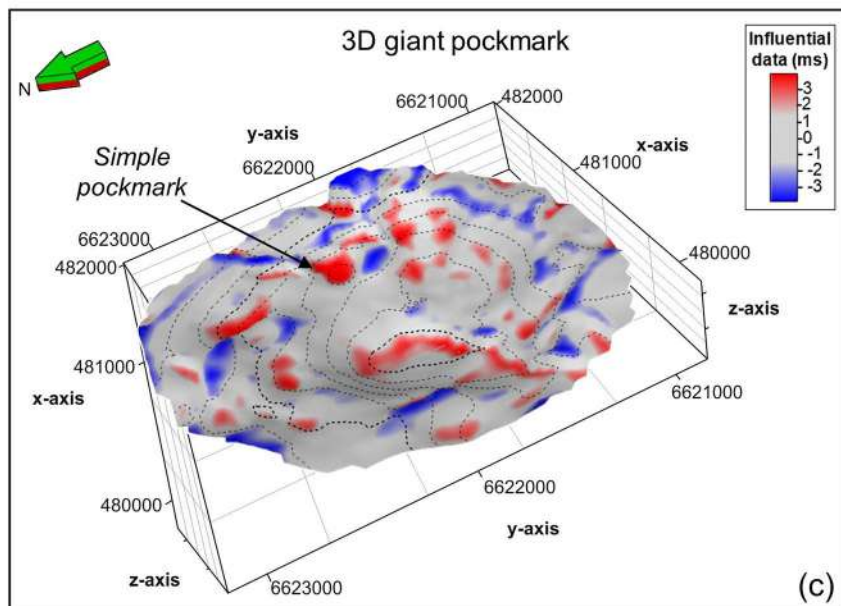 3D giant pockmark
N
Influential
data (ms)
3
2
1
0
-1
-2
-3
Simple
pockmark
y-axis
6621000
482000
6622000
x-axis
481000
6623000
482000
480000
z-axis
481000
6621000
x-axis
6622000
480000
y-axis
z-axis
6623000
(c)